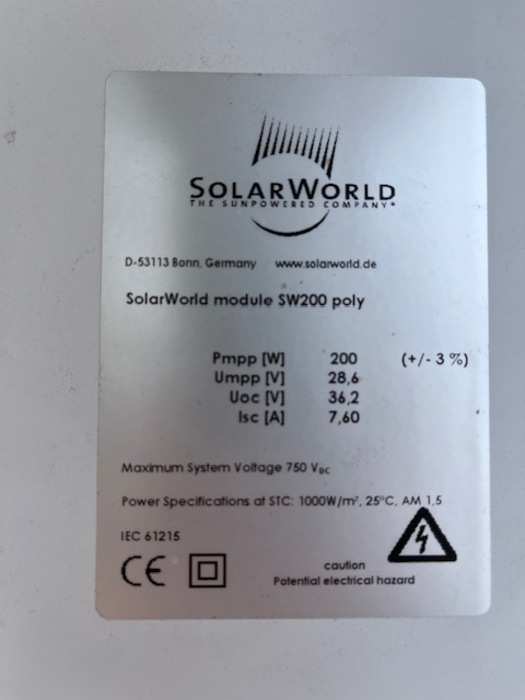 SOLARWORLD
THE SUNPOWERED COMPANY®
D-53113 Bonn, Germany www.solarworld.de
SolarWorld module SW200 poly
Pmpp [W] 200 (+/- 3 %)
Umpp [V] 28,6
Uoc [V] 36,2
Isc [A] 7,60
Maximum System Voltage 750 VDC
Power Specifications at STC: 1000W/m², 25°C, AM 1,5
IEC 61215
CE
caution
Potential electrical hazard